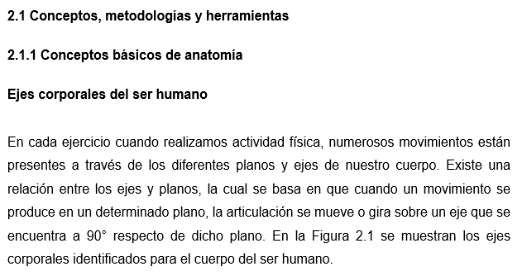 2.1 Conceptos, metodologías y herramientas
2.1.1 Conceptos básicos de anatomía
Ejes corporales del ser humano
En cada ejercicio cuando realizamos actividad física, numerosos movimientos están
presentes a través de los diferentes planos y ejes de nuestro cuerpo. Existe una
relación entre los ejes y planos, la cual se basa en que cuando un movimiento se
produce en un determinado plano, la articulación se mueve o gira sobre un eje que se
encuentra a 90° respecto de dicho plano. En la Figura 2.1 se muestran los ejes
corporales identificados para el cuerpo del ser humano.